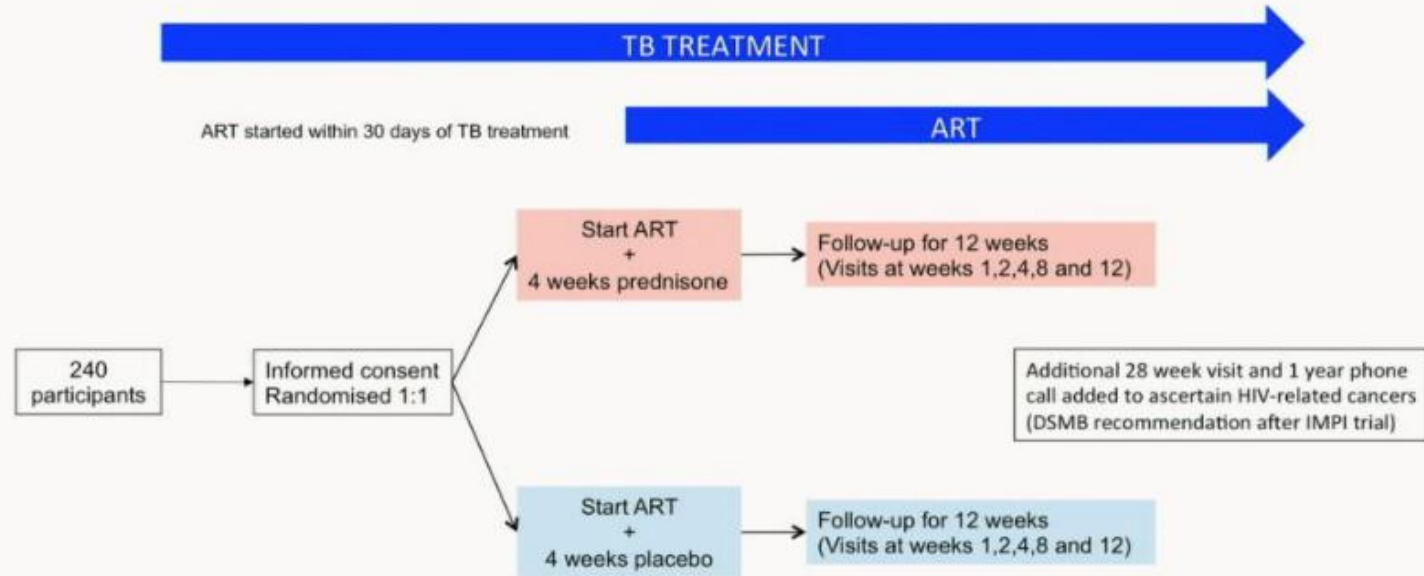 TB TREATMENT
ART started within 30 days of TB treatment
ART
Start ART
+
4 weeks prednisone
Follow-up for 12 weeks
(Visits at weeks 1,2,4,8 and 12)
240
participants
Informed consent
Randomised 1:1
Additional 28 week visit and 1 year phone
call added to ascertain HIV-related cancers
(DSMB recommendation after IMPI trial)
Start ART
+
4 weeks placebo
Follow-up for 12 weeks
(Visits at weeks 1,2,4,8 and 12)